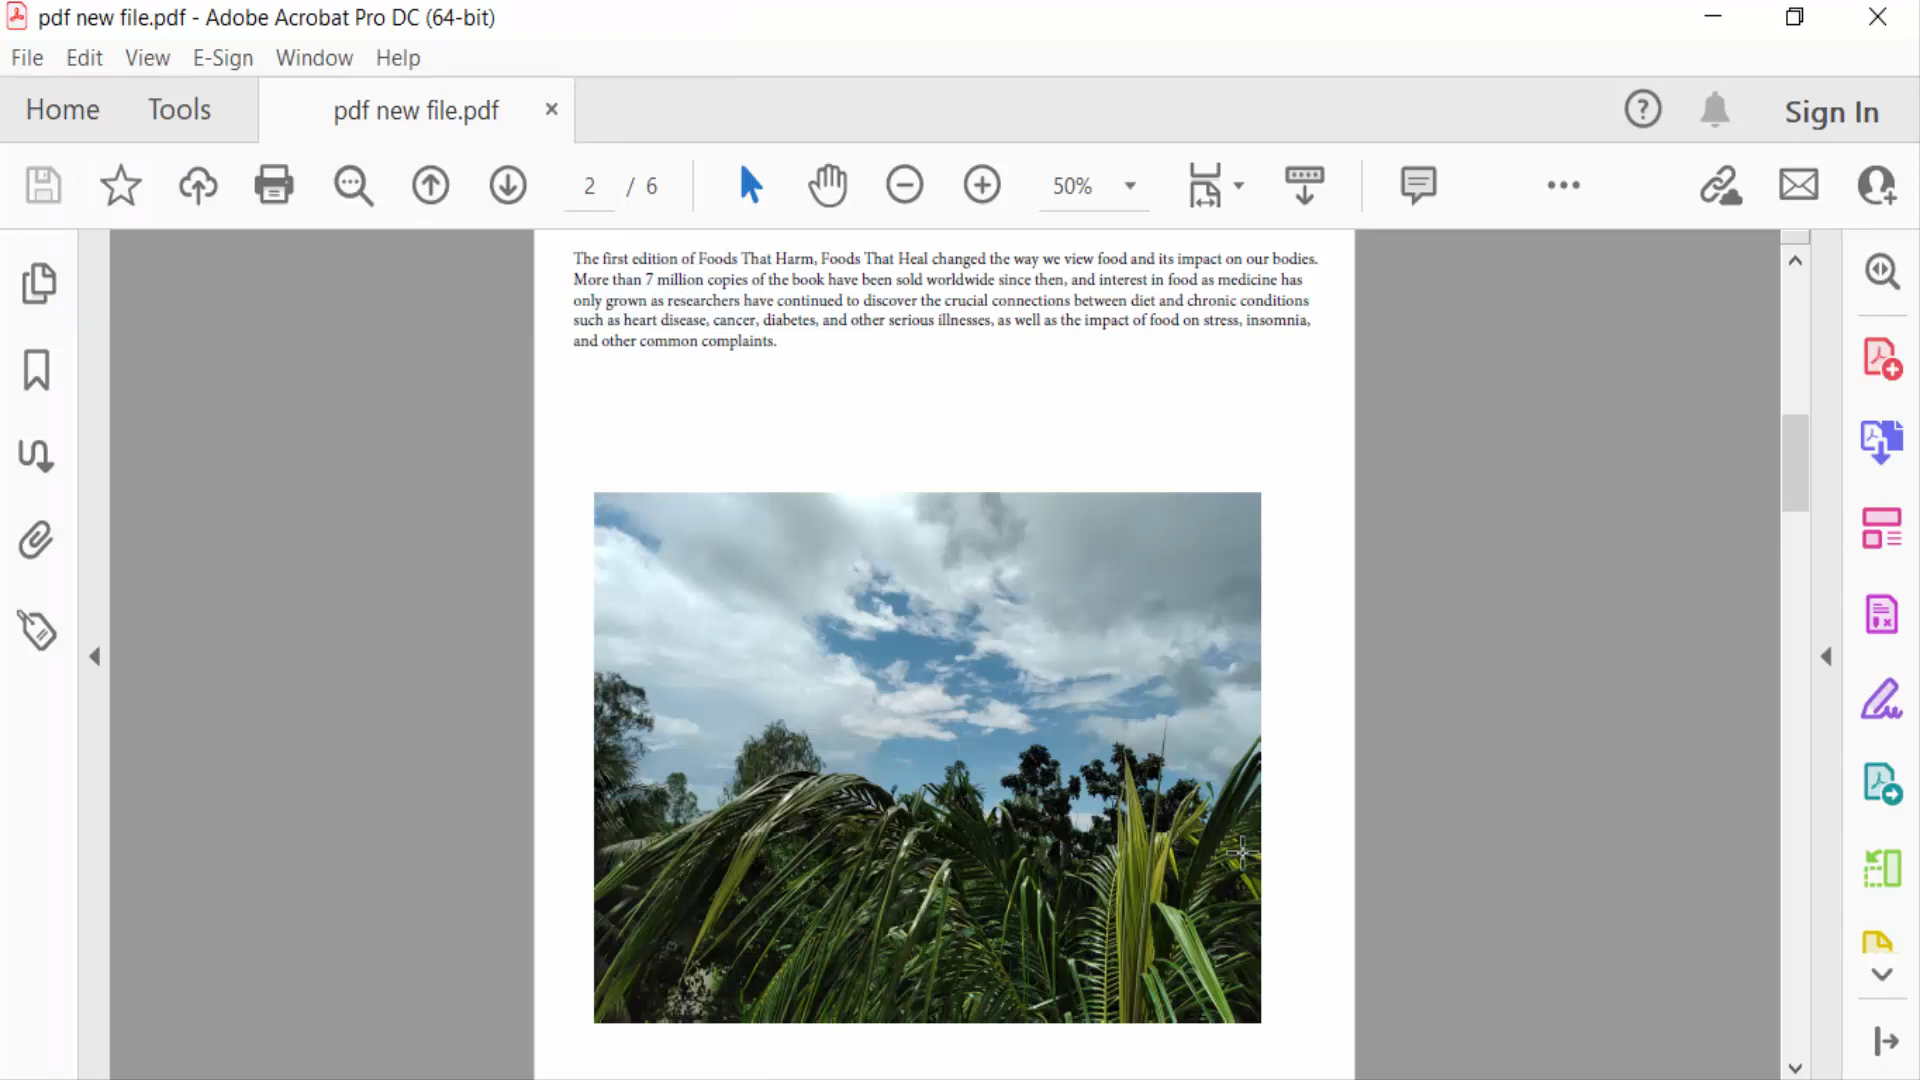 pdf new file.pdf - Adobe Acrobat Pro DC (64-bit)
File Edit View E-Sign Window Help
Home Tools pdf new file.pdf × Sign In
2 / 6 50%
The first edition of Foods That Harm, Foods That Heal changed the way we view food and its impact on our bodies.
More than 7 million copies of the book have been sold worldwide since then, and interest in food as medicine has
only grown as researchers have continued to discover the crucial connections between diet and chronic conditions
such as heart disease, cancer, diabetes, and other serious illnesses, as well as the impact of food on stress, insomnia,
and other common complaints.